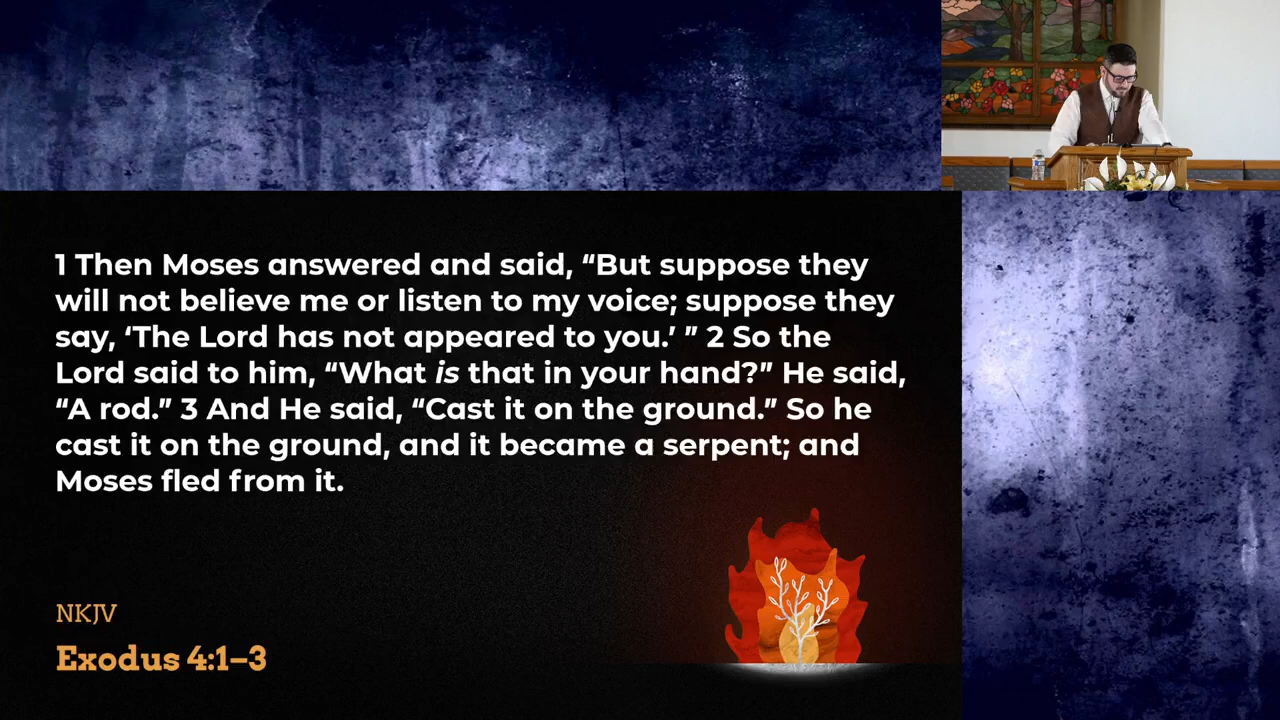 1 Then Moses answered and said, “But suppose they
will not believe me or listen to my voice; suppose they
say, ‘The Lord has not appeared to you.’ ” 2 So the
Lord said to him, “What is that in your hand?” He said,
“A rod.” 3 And He said, “Cast it on the ground.” So he
cast it on the ground, and it became a serpent; and
Moses fled from it.
NKJV
Exodus 4:1–3